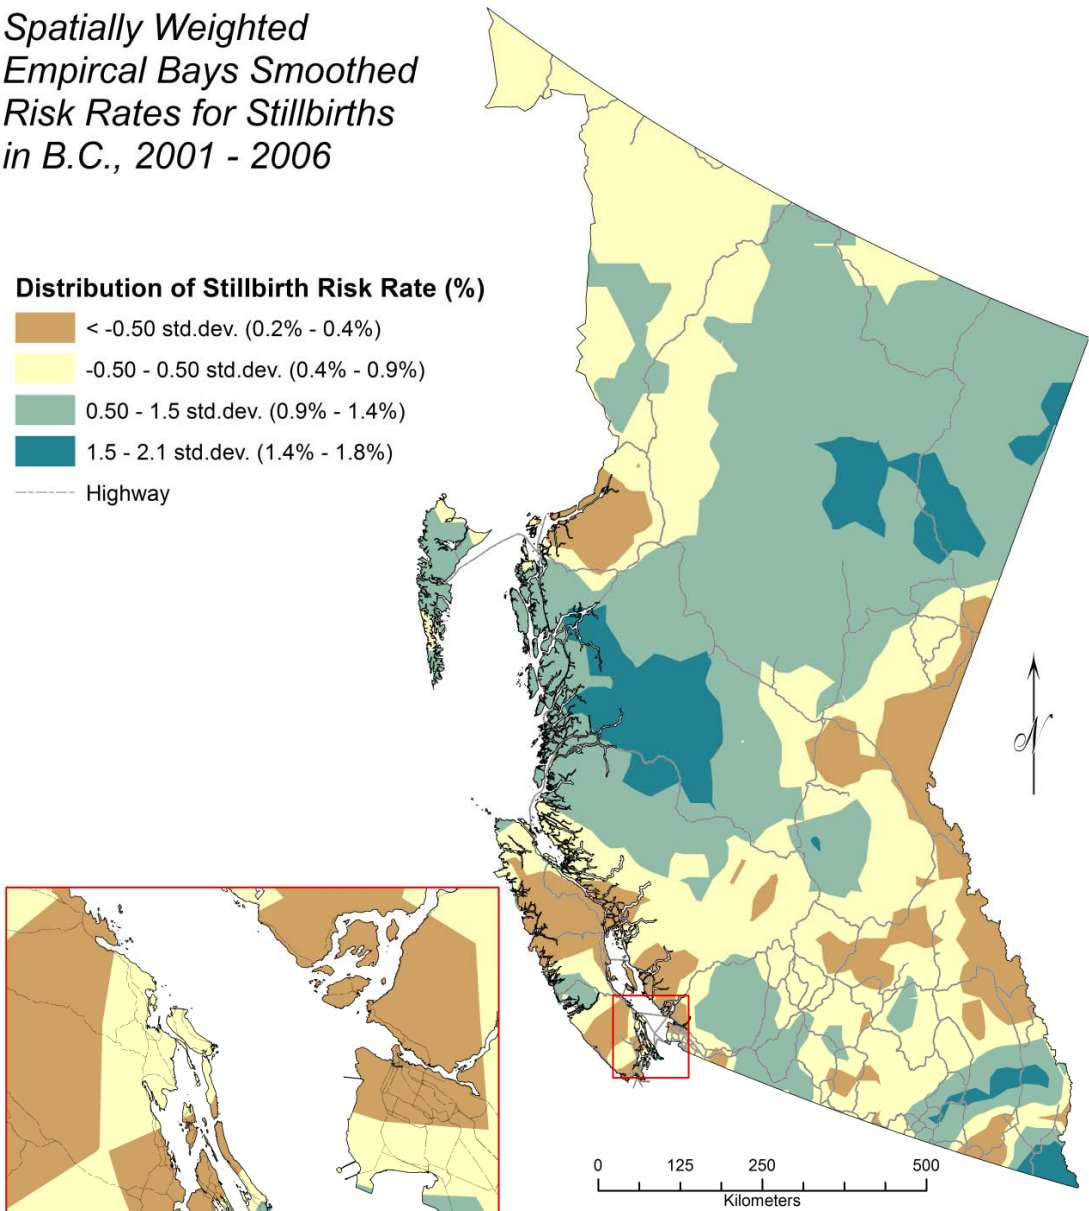 Spatially Weighted
Empircal Bays Smoothed
Risk Rates for Stillbirths
in B.C., 2001 - 2006
Distribution of Stillbirth Risk Rate (%)
< -0.50 std.dev. (0.2% - 0.4%)
-0.50 - 0.50 std.dev. (0.4% - 0.9%)
0.50 - 1.5 std.dev. (0.9% - 1.4%)
1.5 - 2.1 std.dev. (1.4% - 1.8%)
Highway
N
0 125 250 500
Kilometers